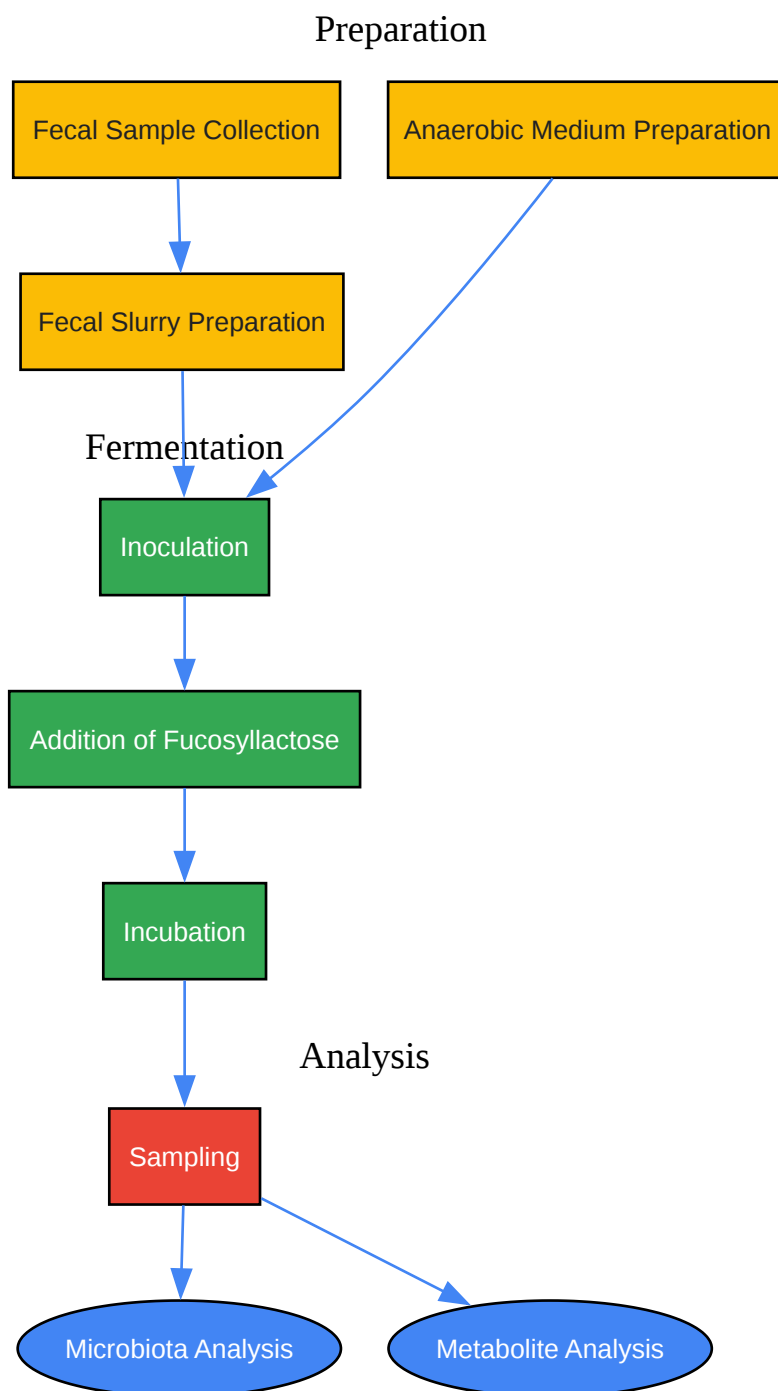 Preparation
Fecal Sample Collection
Anaerobic Medium Preparation
Fecal Slurry Preparation
Fermentation
Inoculation
Addition of Fucosyllactose
Incubation
Analysis
Sampling
Microbiota Analysis
Metabolite Analysis